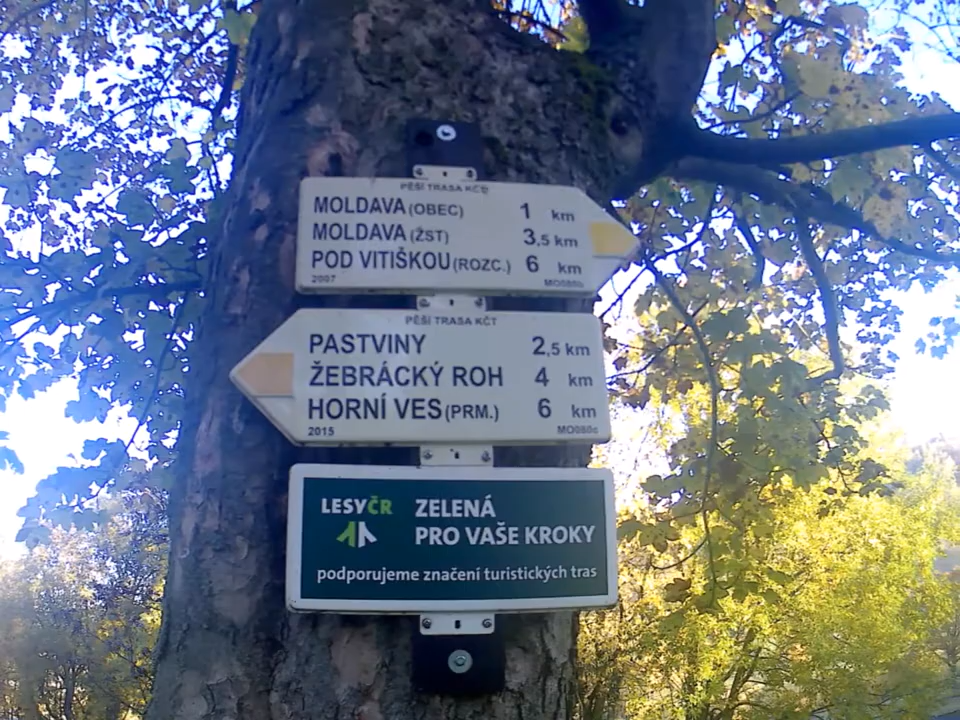 PĚŠÍ TRASA KČT
MOLDAVA (OBEC) 1 km
MOLDAVA (ŽST) 3,5 km
POD VITIŠKOU (ROZC.) 6 km
2007 MO080b
PĚŠÍ TRASA KČT
PASTVINY 2,5 km
ŽEBRÁCKÝ ROH 4 km
HORNÍ VES (PRM.) 6 km
2015 MO080c
LESYČR ZELENÁ
PRO VAŠE KROKY
podporujeme značení turistických tras